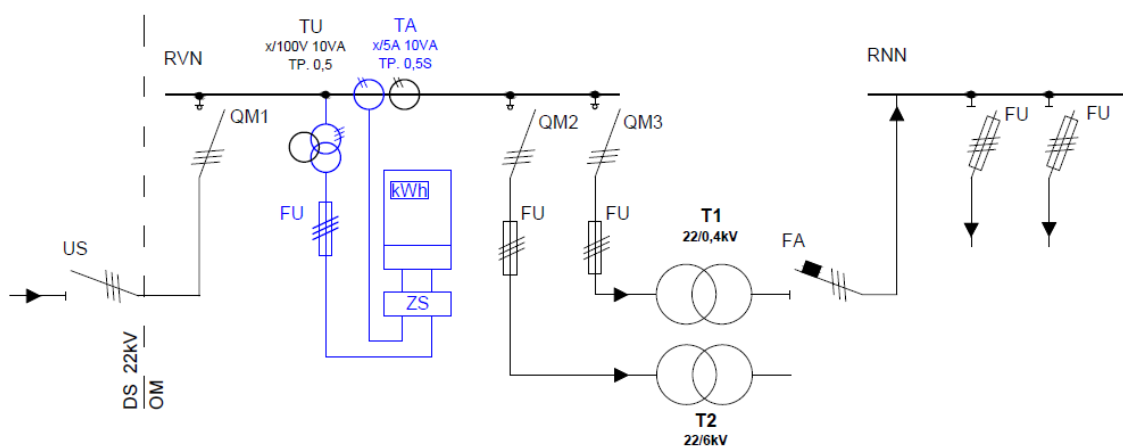 TU
x/100V 10VA
TP. 0,5
TA
x/5A 10VA
TP. 0,5S
RVN
RNN
QM1
QM2
QM3
FU
FU
kWh
FU
FU
FU
T1
22/0,4kV
US
FA
ZS
DS 22kV
OM
T2
22/6kV